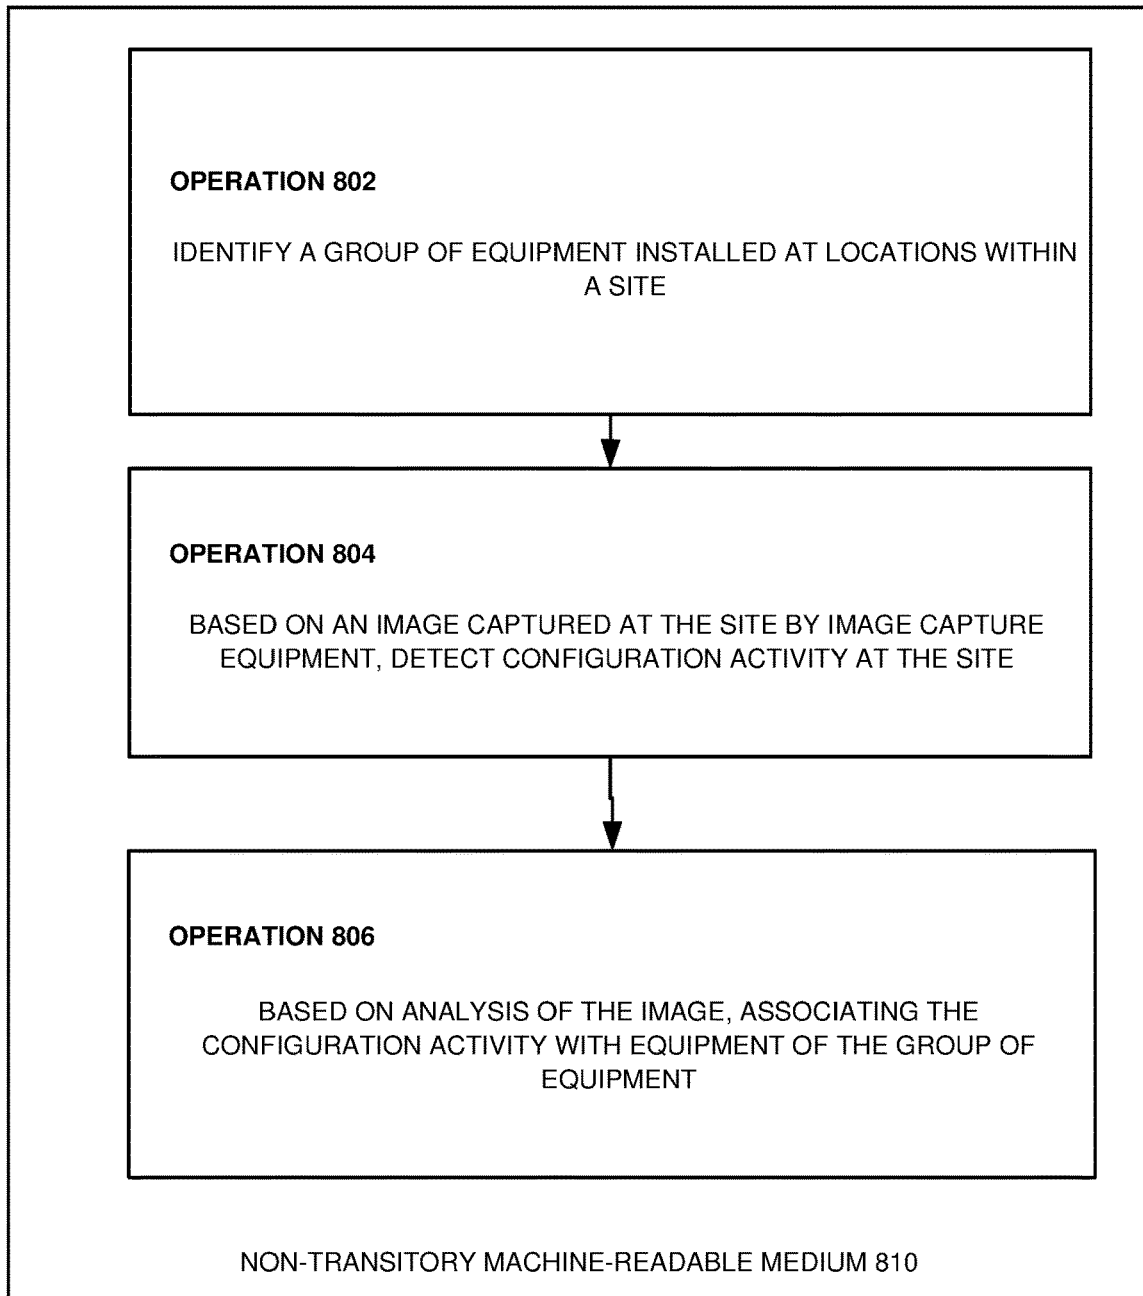 OPERATION 802
IDENTIFY A GROUP OF EQUIPMENT INSTALLED AT LOCATIONS WITHIN
A SITE
OPERATION 804
BASED ON AN IMAGE CAPTURED AT THE SITE BY IMAGE CAPTURE
EQUIPMENT, DETECT CONFIGURATION ACTIVITY AT THE SITE
OPERATION 806
BASED ON ANALYSIS OF THE IMAGE, ASSOCIATING THE
CONFIGURATION ACTIVITY WITH EQUIPMENT OF THE GROUP OF
EQUIPMENT
NON-TRANSITORY MACHINE-READABLE MEDIUM 810